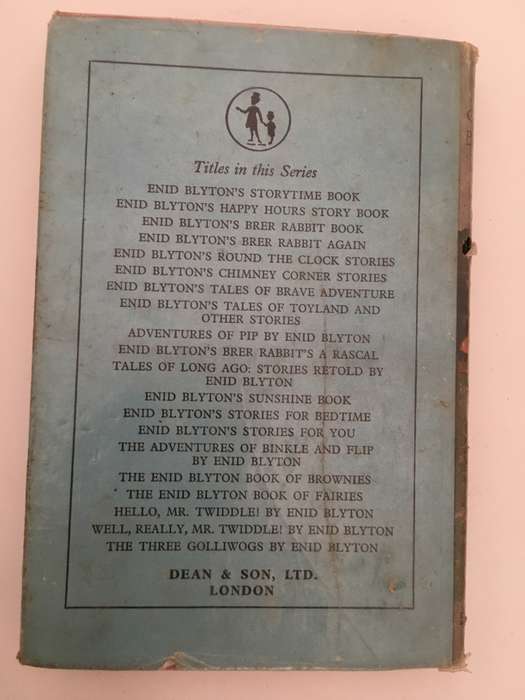 Titles in this Series
ENID BLYTON'S STORYTIME BOOK
ENID BLYTON'S HAPPY HOURS STORY BOOK
ENID BLYTON'S BRER RABBIT BOOK
ENID BLYTON'S BRER RABBIT AGAIN
ENID BLYTON'S ROUND THE CLOCK STORIES
ENID BLYTON'S CHIMNEY CORNER STORIES
ENID BLYTON'S TALES OF BRAVE ADVENTURE
ENID BLYTON'S TALES OF TOYLAND AND
OTHER STORIES
ADVENTURES OF PIP BY ENID BLYTON
ENID BLYTON'S BRER RABBIT'S A RASCAL
TALES OF LONG AGO: STORIES RETOLD BY
ENID BLYTON
ENID BLYTON'S SUNSHINE BOOK
ENID BLYTON'S STORIES FOR BEDTIME
ENID BLYTON'S STORIES FOR YOU
THE ADVENTURES OF BINKLE AND FLIP
BY ENID BLYTON
THE ENID BLYTON BOOK OF BROWNIES
THE ENID BLYTON BOOK OF FAIRIES
HELLO, MR. TWIDDLE! BY ENID BLYTON
WELL, REALLY, MR. TWIDDLE! BY ENID BLYTON
THE THREE GOLLIWOGS BY ENID BLYTON
DEAN & SON, LTD.
LONDON